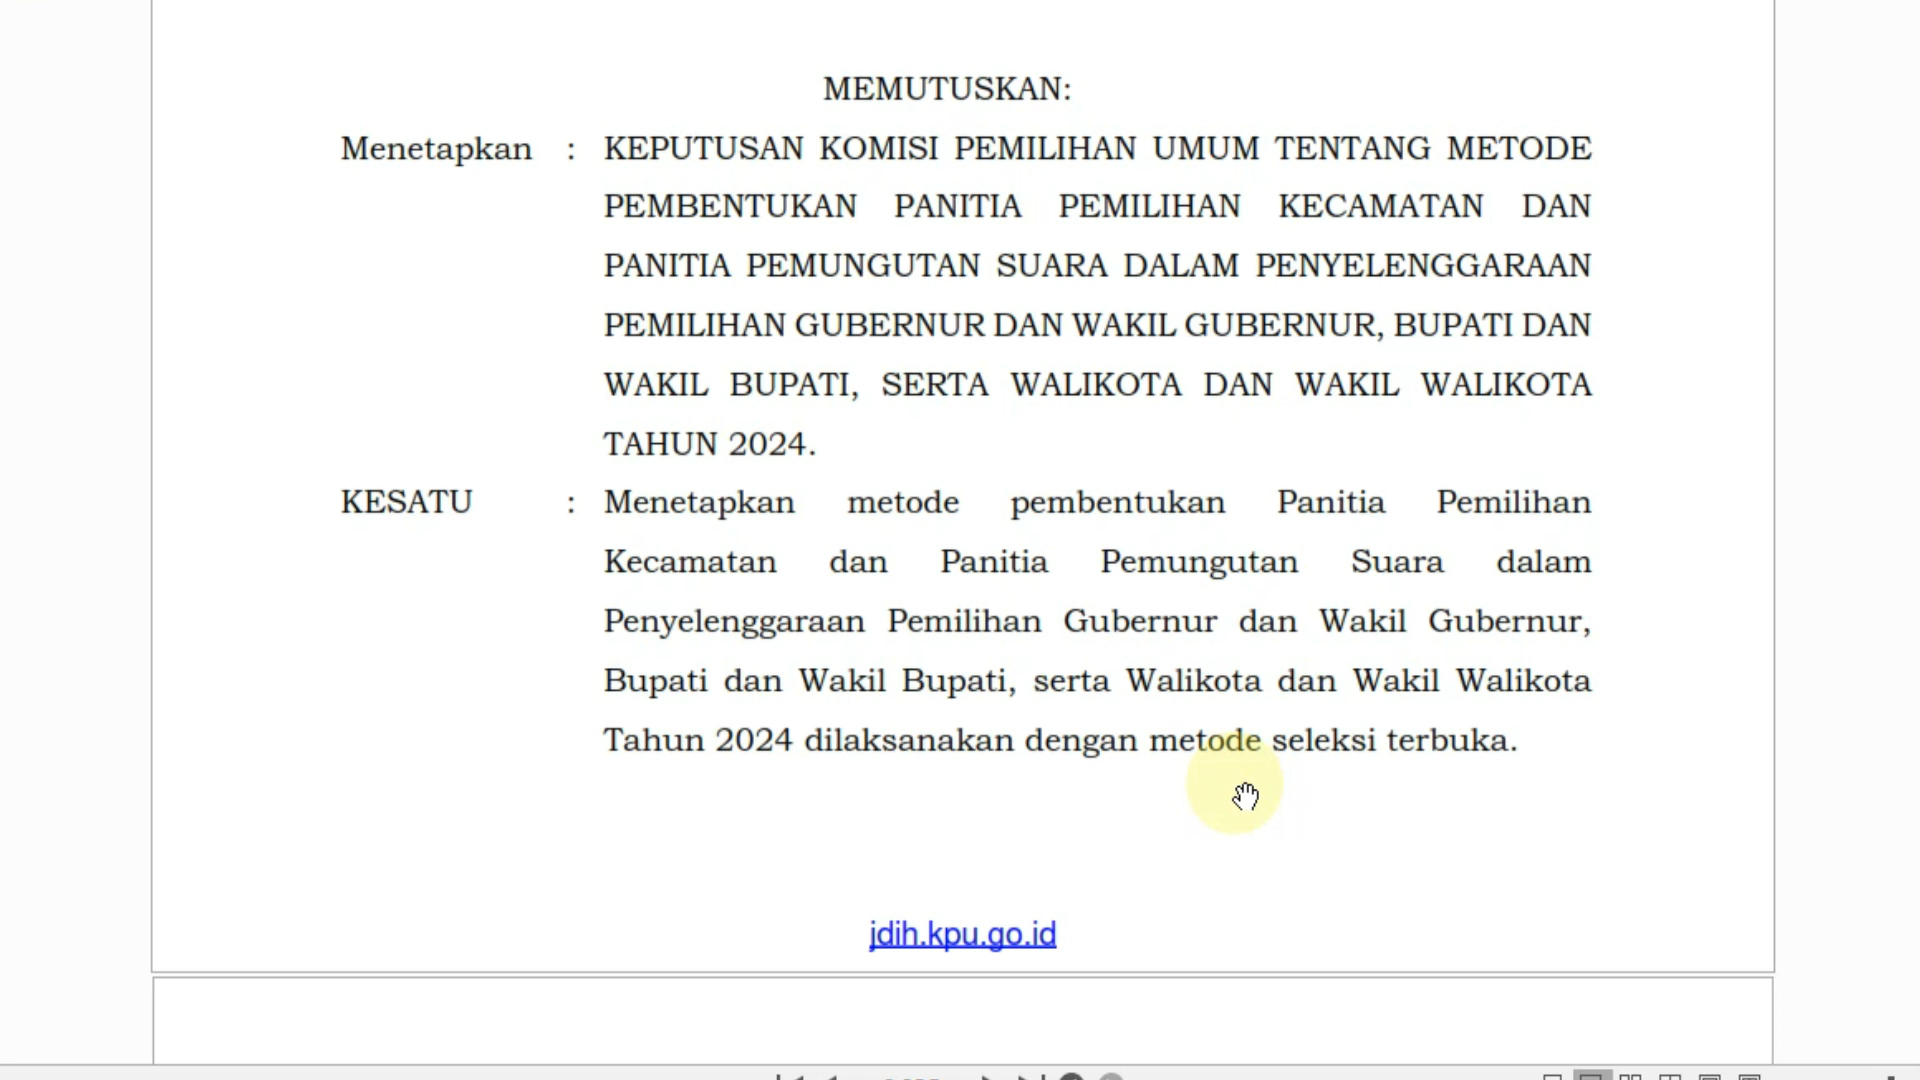 MEMUTUSKAN:
Menetapkan : KEPUTUSAN KOMISI PEMILIHAN UMUM TENTANG METODE
PEMBENTUKAN PANITIA PEMILIHAN KECAMATAN DAN
PANITIA PEMUNGUTAN SUARA DALAM PENYELENGGARAAN
PEMILIHAN GUBERNUR DAN WAKIL GUBERNUR, BUPATI DAN
WAKIL BUPATI, SERTA WALIKOTA DAN WAKIL WALIKOTA
TAHUN 2024.
KESATU : Menetapkan metode pembentukan Panitia Pemilihan
Kecamatan dan Panitia Pemungutan Suara dalam
Penyelenggaraan Pemilihan Gubernur dan Wakil Gubernur,
Bupati dan Wakil Bupati, serta Walikota dan Wakil Walikota
Tahun 2024 dilaksanakan dengan metode seleksi terbuka.
jdih.kpu.go.id